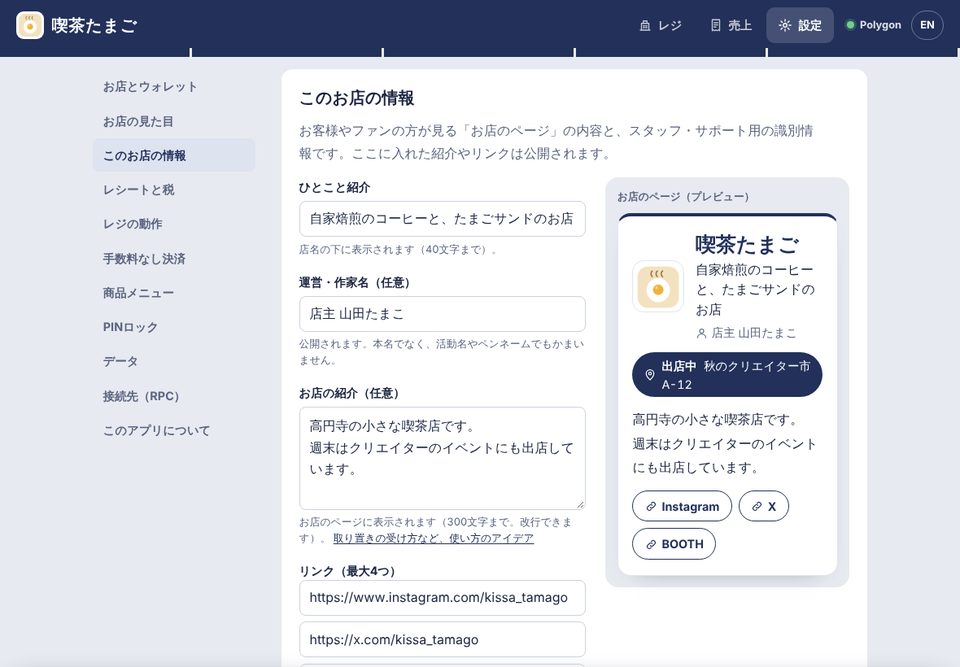 喫茶たまご
レジ
売上
設定
Polygon
EN
お店とウォレット
お店の見た目
このお店の情報
レシートと税
レジの動作
手数料なし決済
商品メニュー
PINロック
データ
接続先（RPC）
このアプリについて
このお店の情報
お客様やファンの方が見る「お店のページ」の内容と、スタッフ・サポート用の識別情
報です。ここに入れた紹介やリンクは公開されます。
ひとこと紹介
自家焙煎のコーヒーと、たまごサンドのお店
店名の下に表示されます（40文字まで）。
運営・作家名（任意）
店主 山田たまこ
公開されます。本名でなく、活動名やペンネームでもかまい
ません。
お店の紹介（任意）
高円寺の小さな喫茶店です。
週末はクリエイターのイベントにも出店して
います。
お店のページに表示されます（300文字まで。改行できま
す）。 取り置きの受け方など、使い方のアイデア
リンク（最大4つ）
https://www.instagram.com/kissa_tamago
https://x.com/kissa_tamago
お店のページ（プレビュー）
喫茶たまご
自家焙煎のコーヒー
と、たまごサンドの
お店
店主 山田たまこ
出店中 秋のクリエイター市
A-12
高円寺の小さな喫茶店です。
週末はクリエイターのイベント
にも出店しています。
Instagram
X
BOOTH